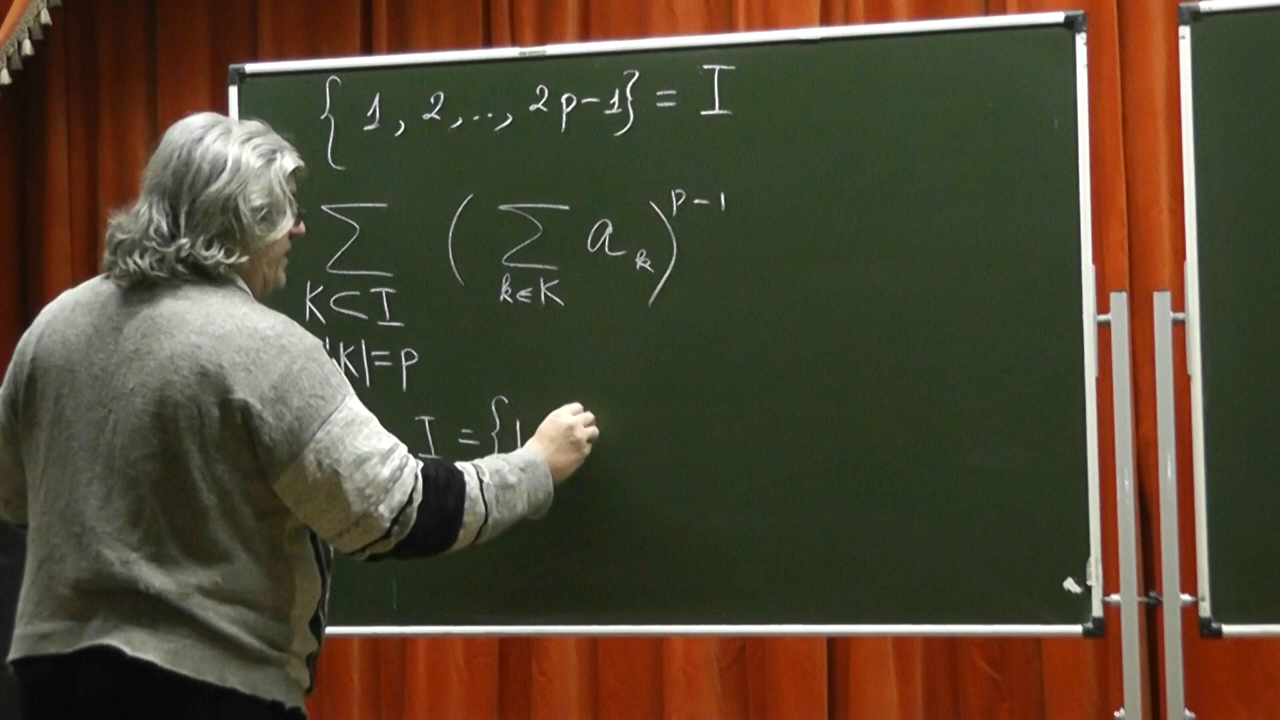 { 1, 2, .., 2p-1} = I
∑ ( ∑ a_k )^{p-1}
K⊂I k∈K
|K|=p
I = { 1